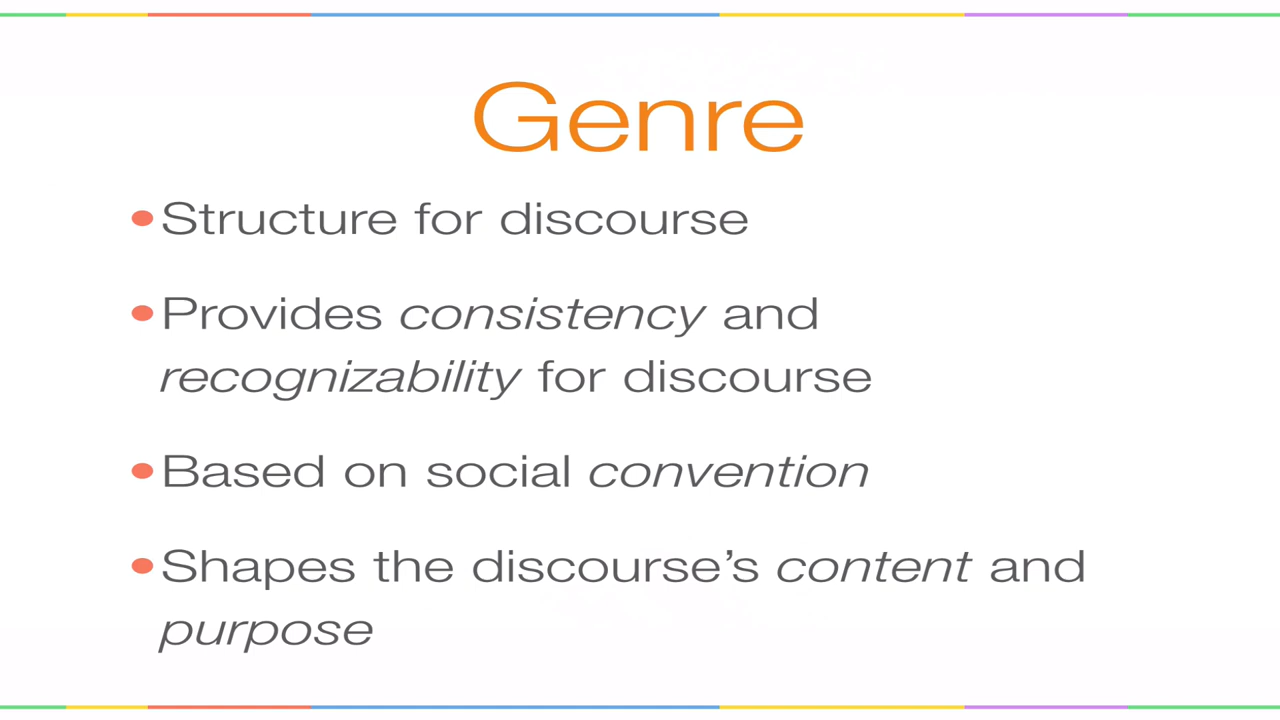 Genre
•Structure for discourse
•Provides consistency and
recognizability for discourse
•Based on social convention
•Shapes the discourse’s content and
purpose